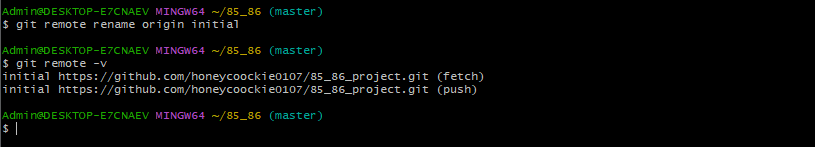 Admin@DESKTOP-E7CNAEV MINGW64 ~/85_86 (master)
$ git remote rename origin initial
Admin@DESKTOP-E7CNAEV MINGW64 ~/85_86 (master)
$ git remote -v
initial https://github.com/honeycoockie0107/85_86_project.git (fetch)
initial https://github.com/honeycoockie0107/85_86_project.git (push)
Admin@DESKTOP-E7CNAEV MINGW64 ~/85_86 (master)
$